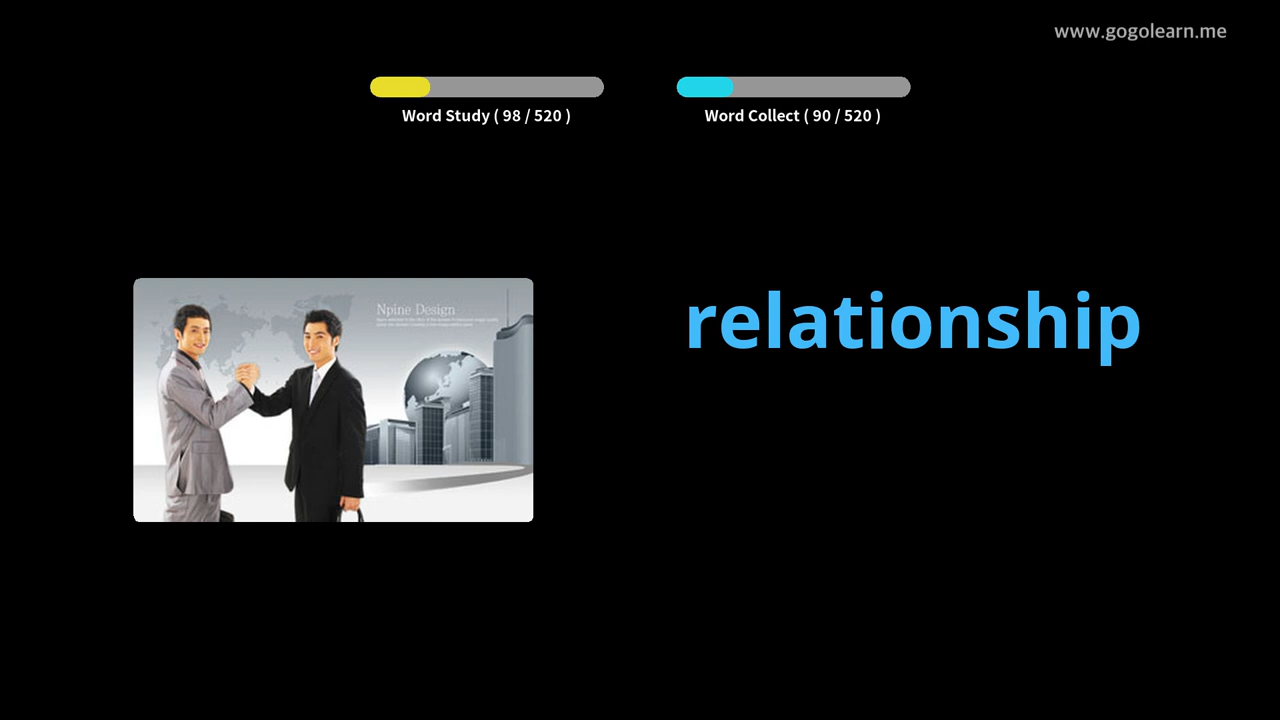 www.gogolearn.me
Word Study ( 98 / 520 )
Word Collect ( 90 / 520 )
Npine Design
relationship